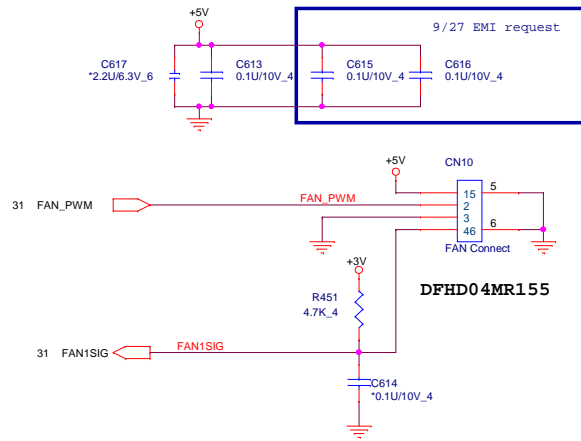 +5V
9/27 EMI request
C617
*2.2U/6.3V_6
C613
0.1U/10V_4
C615
0.1U/10V_4
C616
0.1U/10V_4
+5V
CN10
31 FAN_PWM
FAN_PWM
15
2
3
46
5
6
FAN Connect
+3V
DFHD04MR155
R451
4.7K_4
31 FAN1SIG
FAN1SIG
C614
*0.1U/10V_4